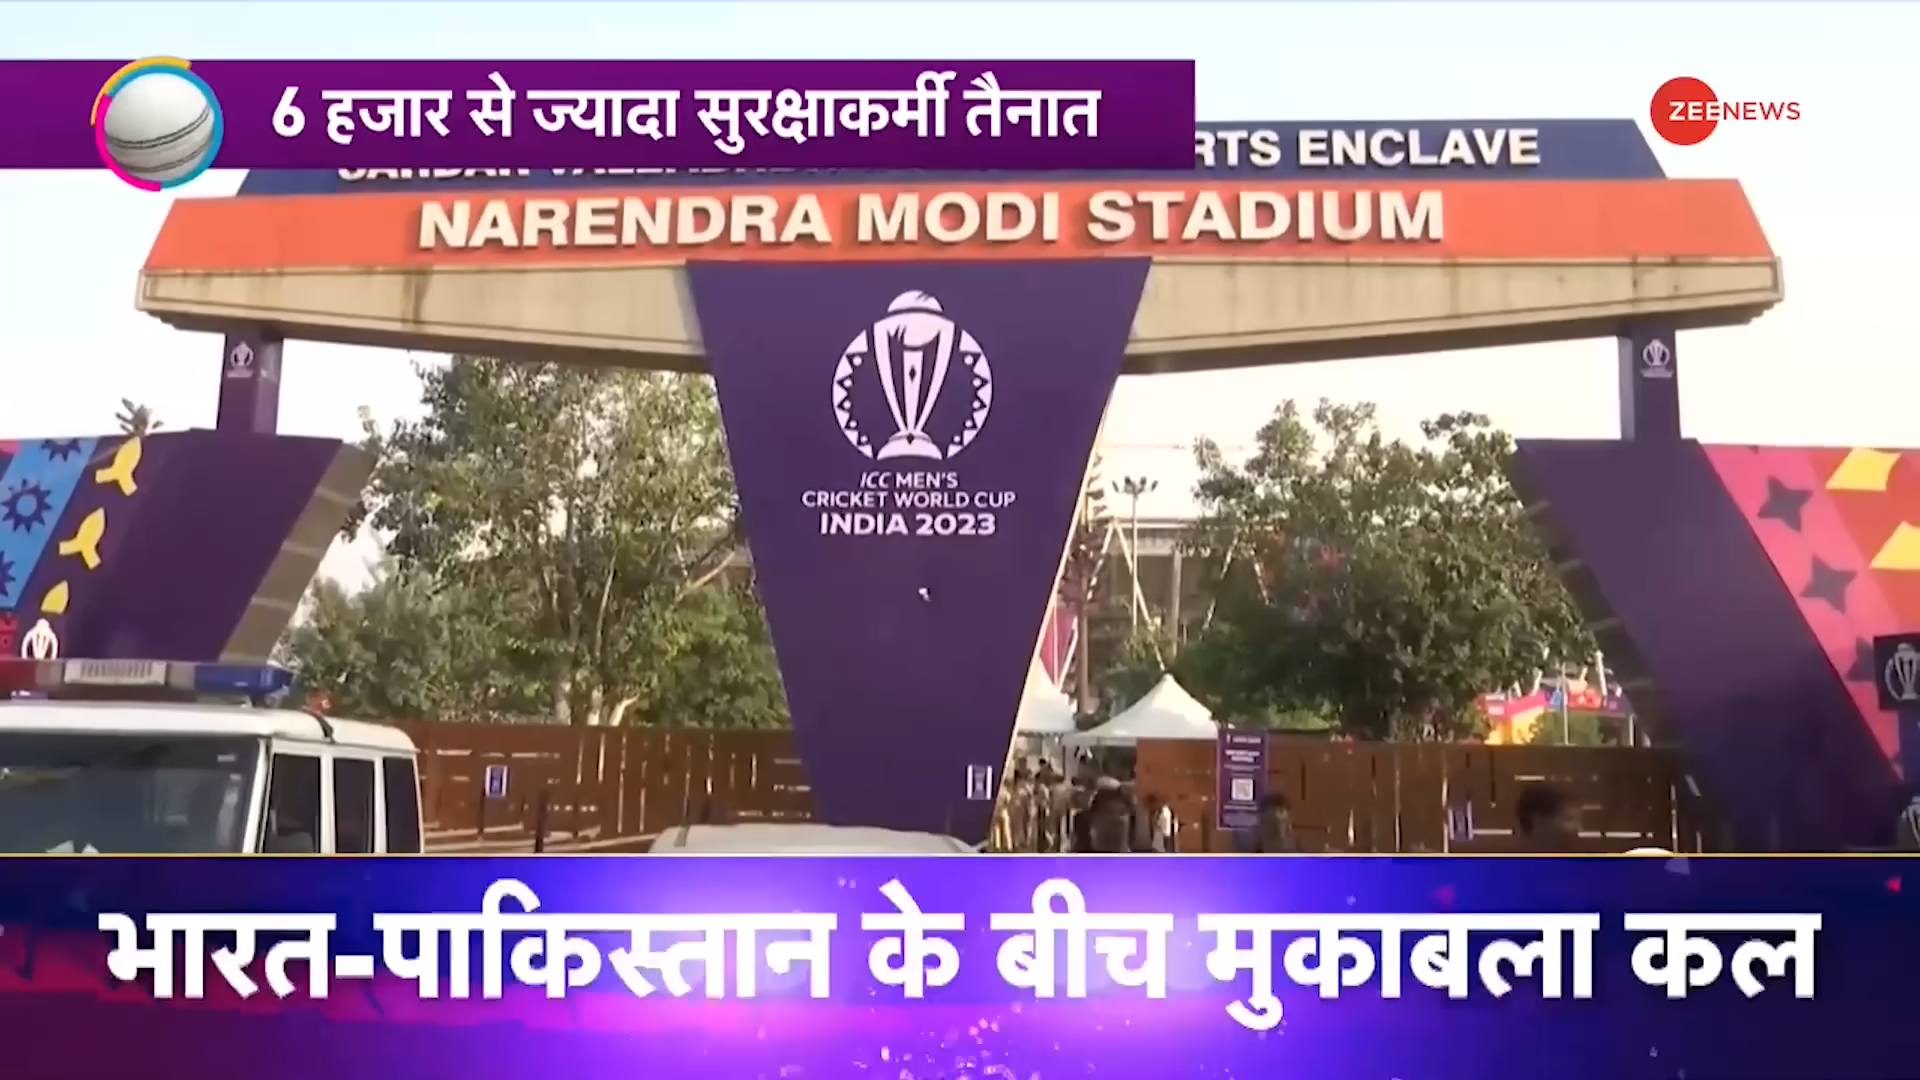 6 हजार से ज्यादा सुरक्षाकर्मी तैनात
ZEENEWS
ENCLAVE
NARENDRA MODI STADIUM
ICC MEN'S
CRICKET WORLD CUP
INDIA 2023
भारत-पाकिस्तान के बीच मुकाबला कल